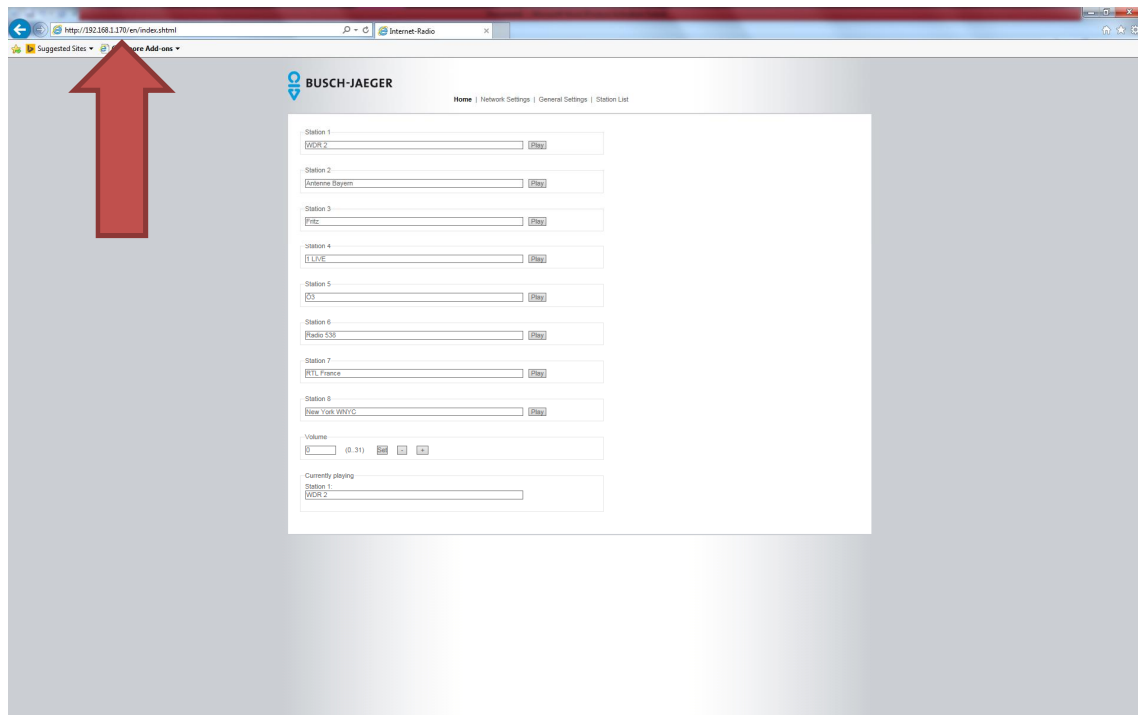 http://192.168.1.170/en/index.shtml
Internet-Radio
Suggested Sites
ore Add-ons
BUSCH-JAEGER
Home | Network Settings | General Settings | Station List
Station 1
WDR 2 Play
Station 2
Antenne Bayern Play
Station 3
Fritz Play
Station 4
1 LIVE Play
Station 5
Ö3 Play
Station 6
Radio 538 Play
Station 7
RTL France Play
Station 8
New York WNYC Play
Volume
0 (0..31) Set - +
Currently playing
Station 1:
WDR 2